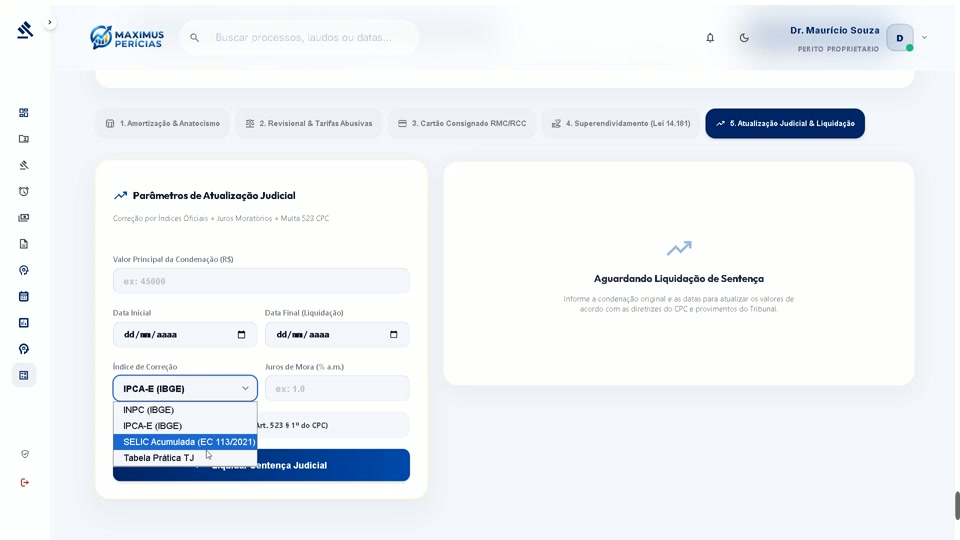 MAXIMUS
PERÍCIAS
Buscar processos, laudos ou datas...
Dr. Maurício Souza
PERITO PROPRIETARIO
D
1. Amortização & Anatocismo
2. Revisional & Tarifas Abusivas
3. Cartão Consignado RMC/RCC
4. Superendividamento (Lei 14.181)
5. Atualização Judicial & Liquidação
Parâmetros de Atualização Judicial
Correção por Índices Oficiais + Juros Moratórios + Multa 523 CPC
Valor Principal da Condenação (R$)
ex: 45000
Data Inicial
Data Final (Liquidação)
dd/mm/aaaa
dd/mm/aaaa
Índice de Correção
Juros de Mora (% a.m.)
IPCA-E (IBGE)
ex: 1.0
INPC (IBGE)
IPCA-E (IBGE)
Art. 523 § 1º do CPC)
SELIC Acumulada (EC 113/2021)
Tabela Prática TJ
Liquidar Sentença Judicial
Aguardando Liquidação de Sentença
Informe a condenação original e as datas para atualizar os valores de
acordo com as diretrizes do CPC e provimentos do Tribunal.